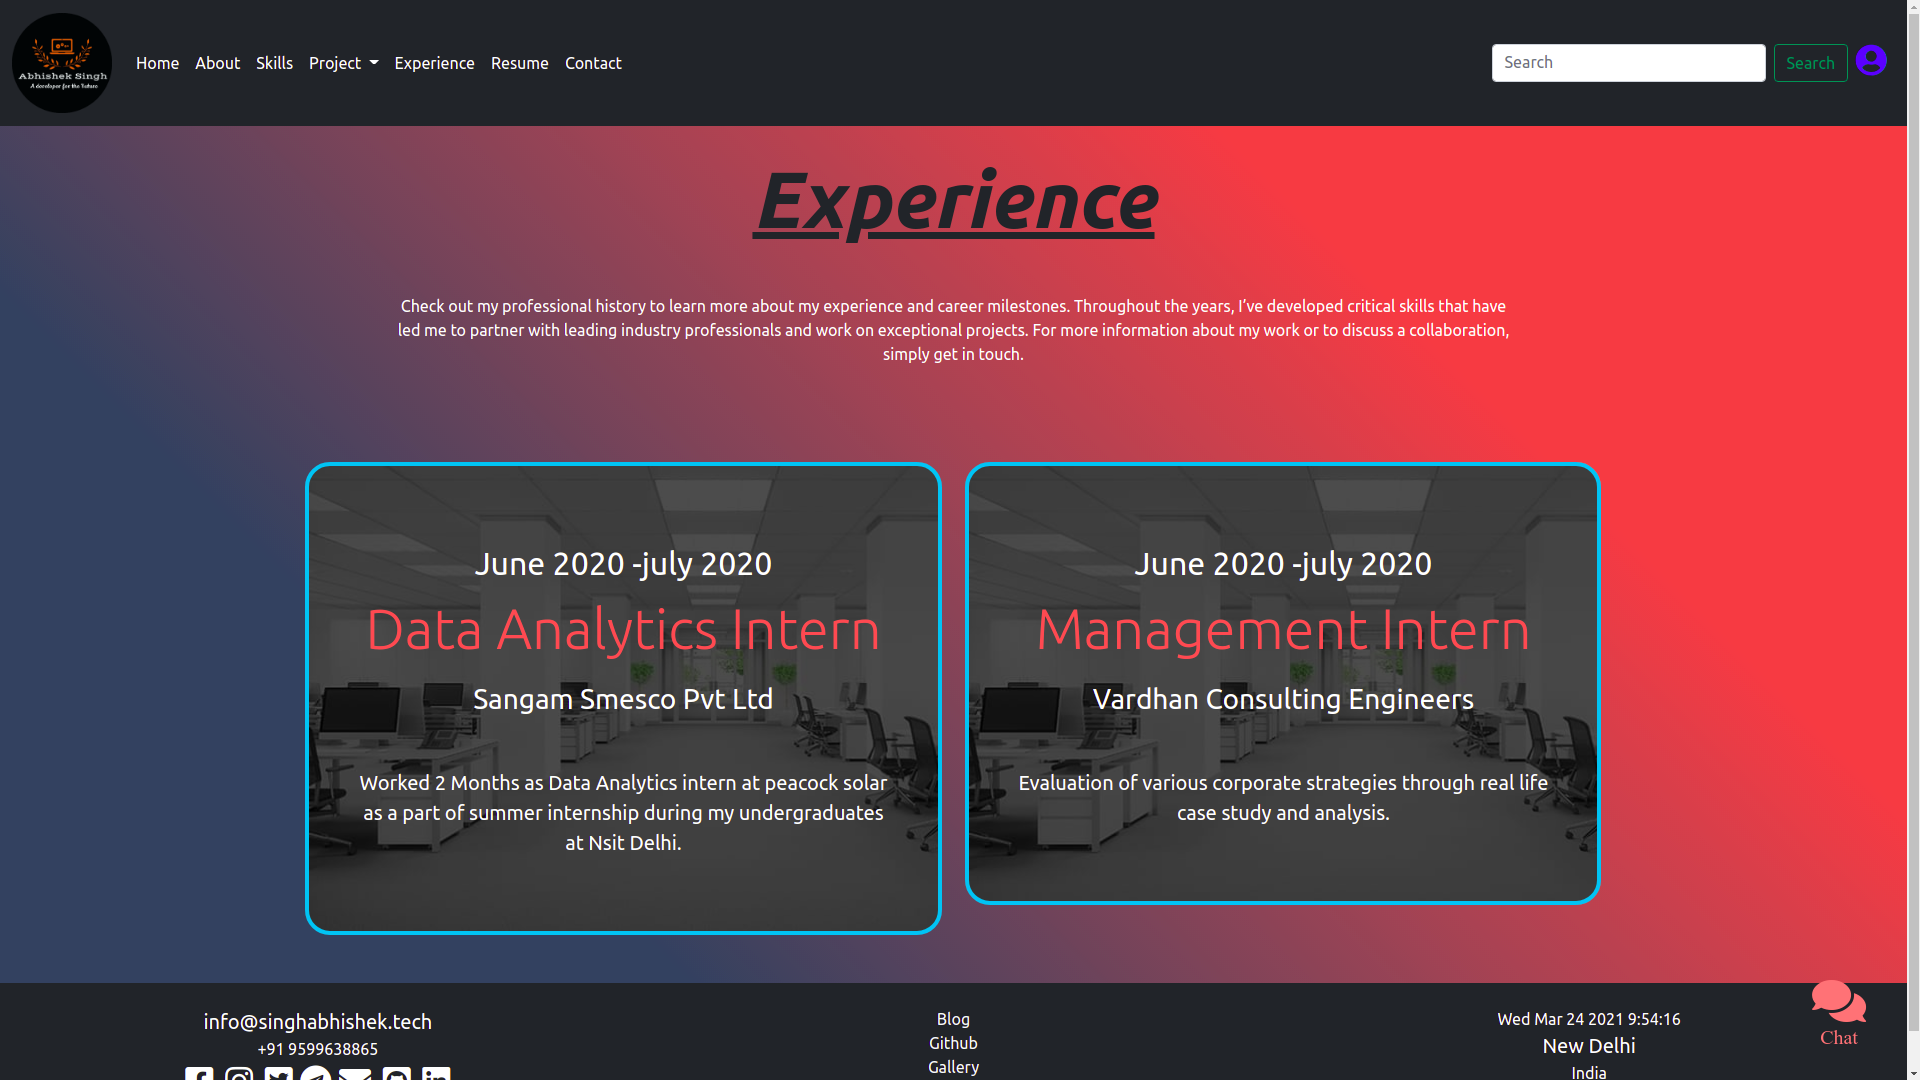 Abhishek Singh
A developer for the Future
Home About Skills Project Experience Resume Contact
Search
Search
Experience
Check out my professional history to learn more about my experience and career milestones. Throughout the years, I’ve developed critical skills that have
led me to partner with leading industry professionals and work on exceptional projects. For more information about my work or to discuss a collaboration,
simply get in touch.
June 2020 -july 2020
Data Analytics Intern
Sangam Smesco Pvt Ltd
Worked 2 Months as Data Analytics intern at peacock solar
as a part of summer internship during my undergraduates
at Nsit Delhi.
June 2020 -july 2020
Management Intern
Vardhan Consulting Engineers
Evaluation of various corporate strategies through real life
case study and analysis.
info@singhabhishek.tech
+91 9599638865
Blog
Github
Gallery
Wed Mar 24 2021 9:54:16
New Delhi
India
Chat